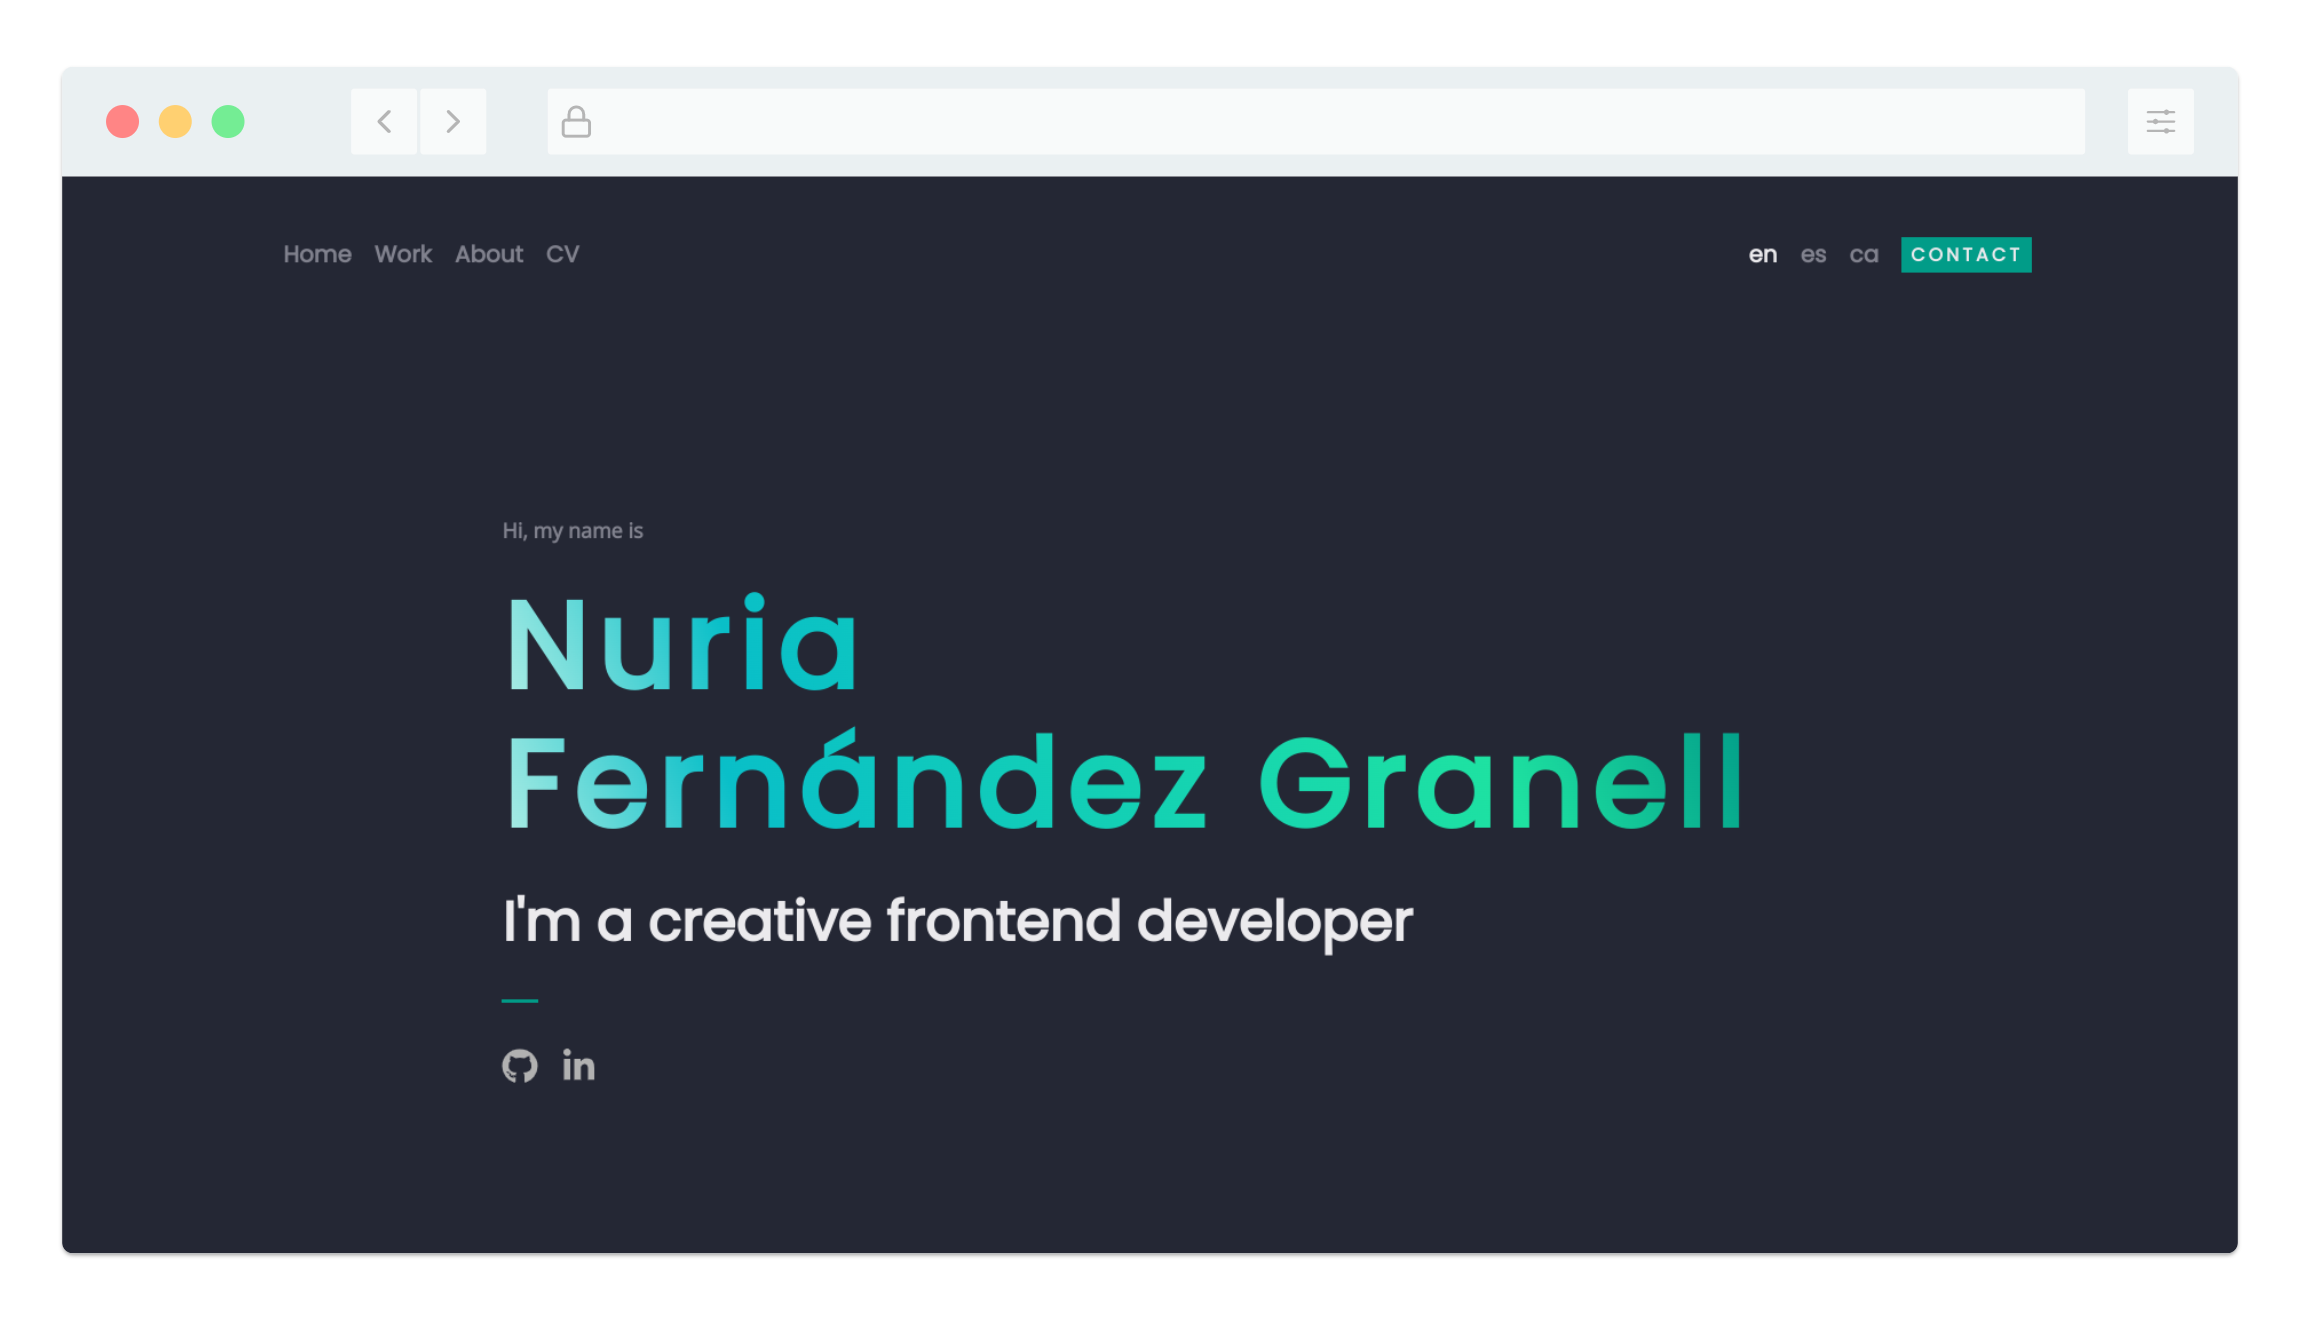 Home Work About CV en es ca CONTACT
Hi, my name is
Nuria
Fernández Granell
I'm a creative frontend developer
in